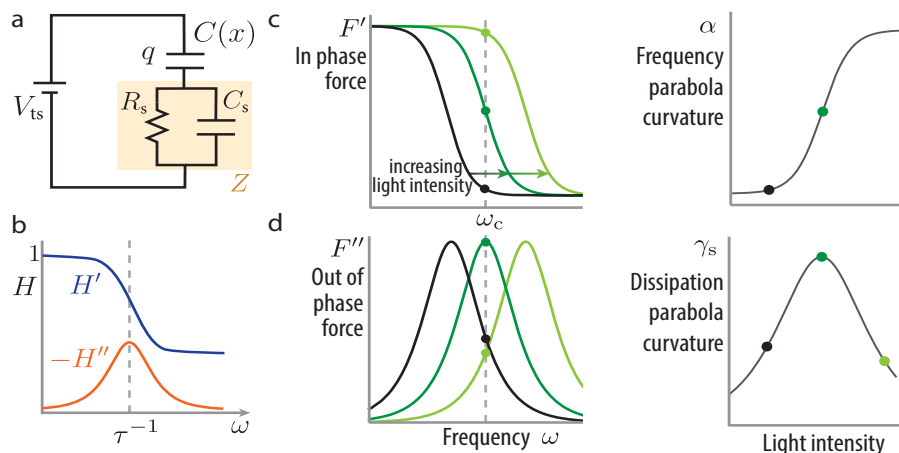 a
C(x)
q
V_ts
R_s
C_s
Z
b
1
H
H′
−H″
τ⁻¹
ω
c
F′
In phase
force
increasing
light intensity
ω_c
α
Frequency
parabola
curvature
d
F″
Out of
phase
force
Frequency ω
γ_s
Dissipation
parabola
curvature
Light intensity